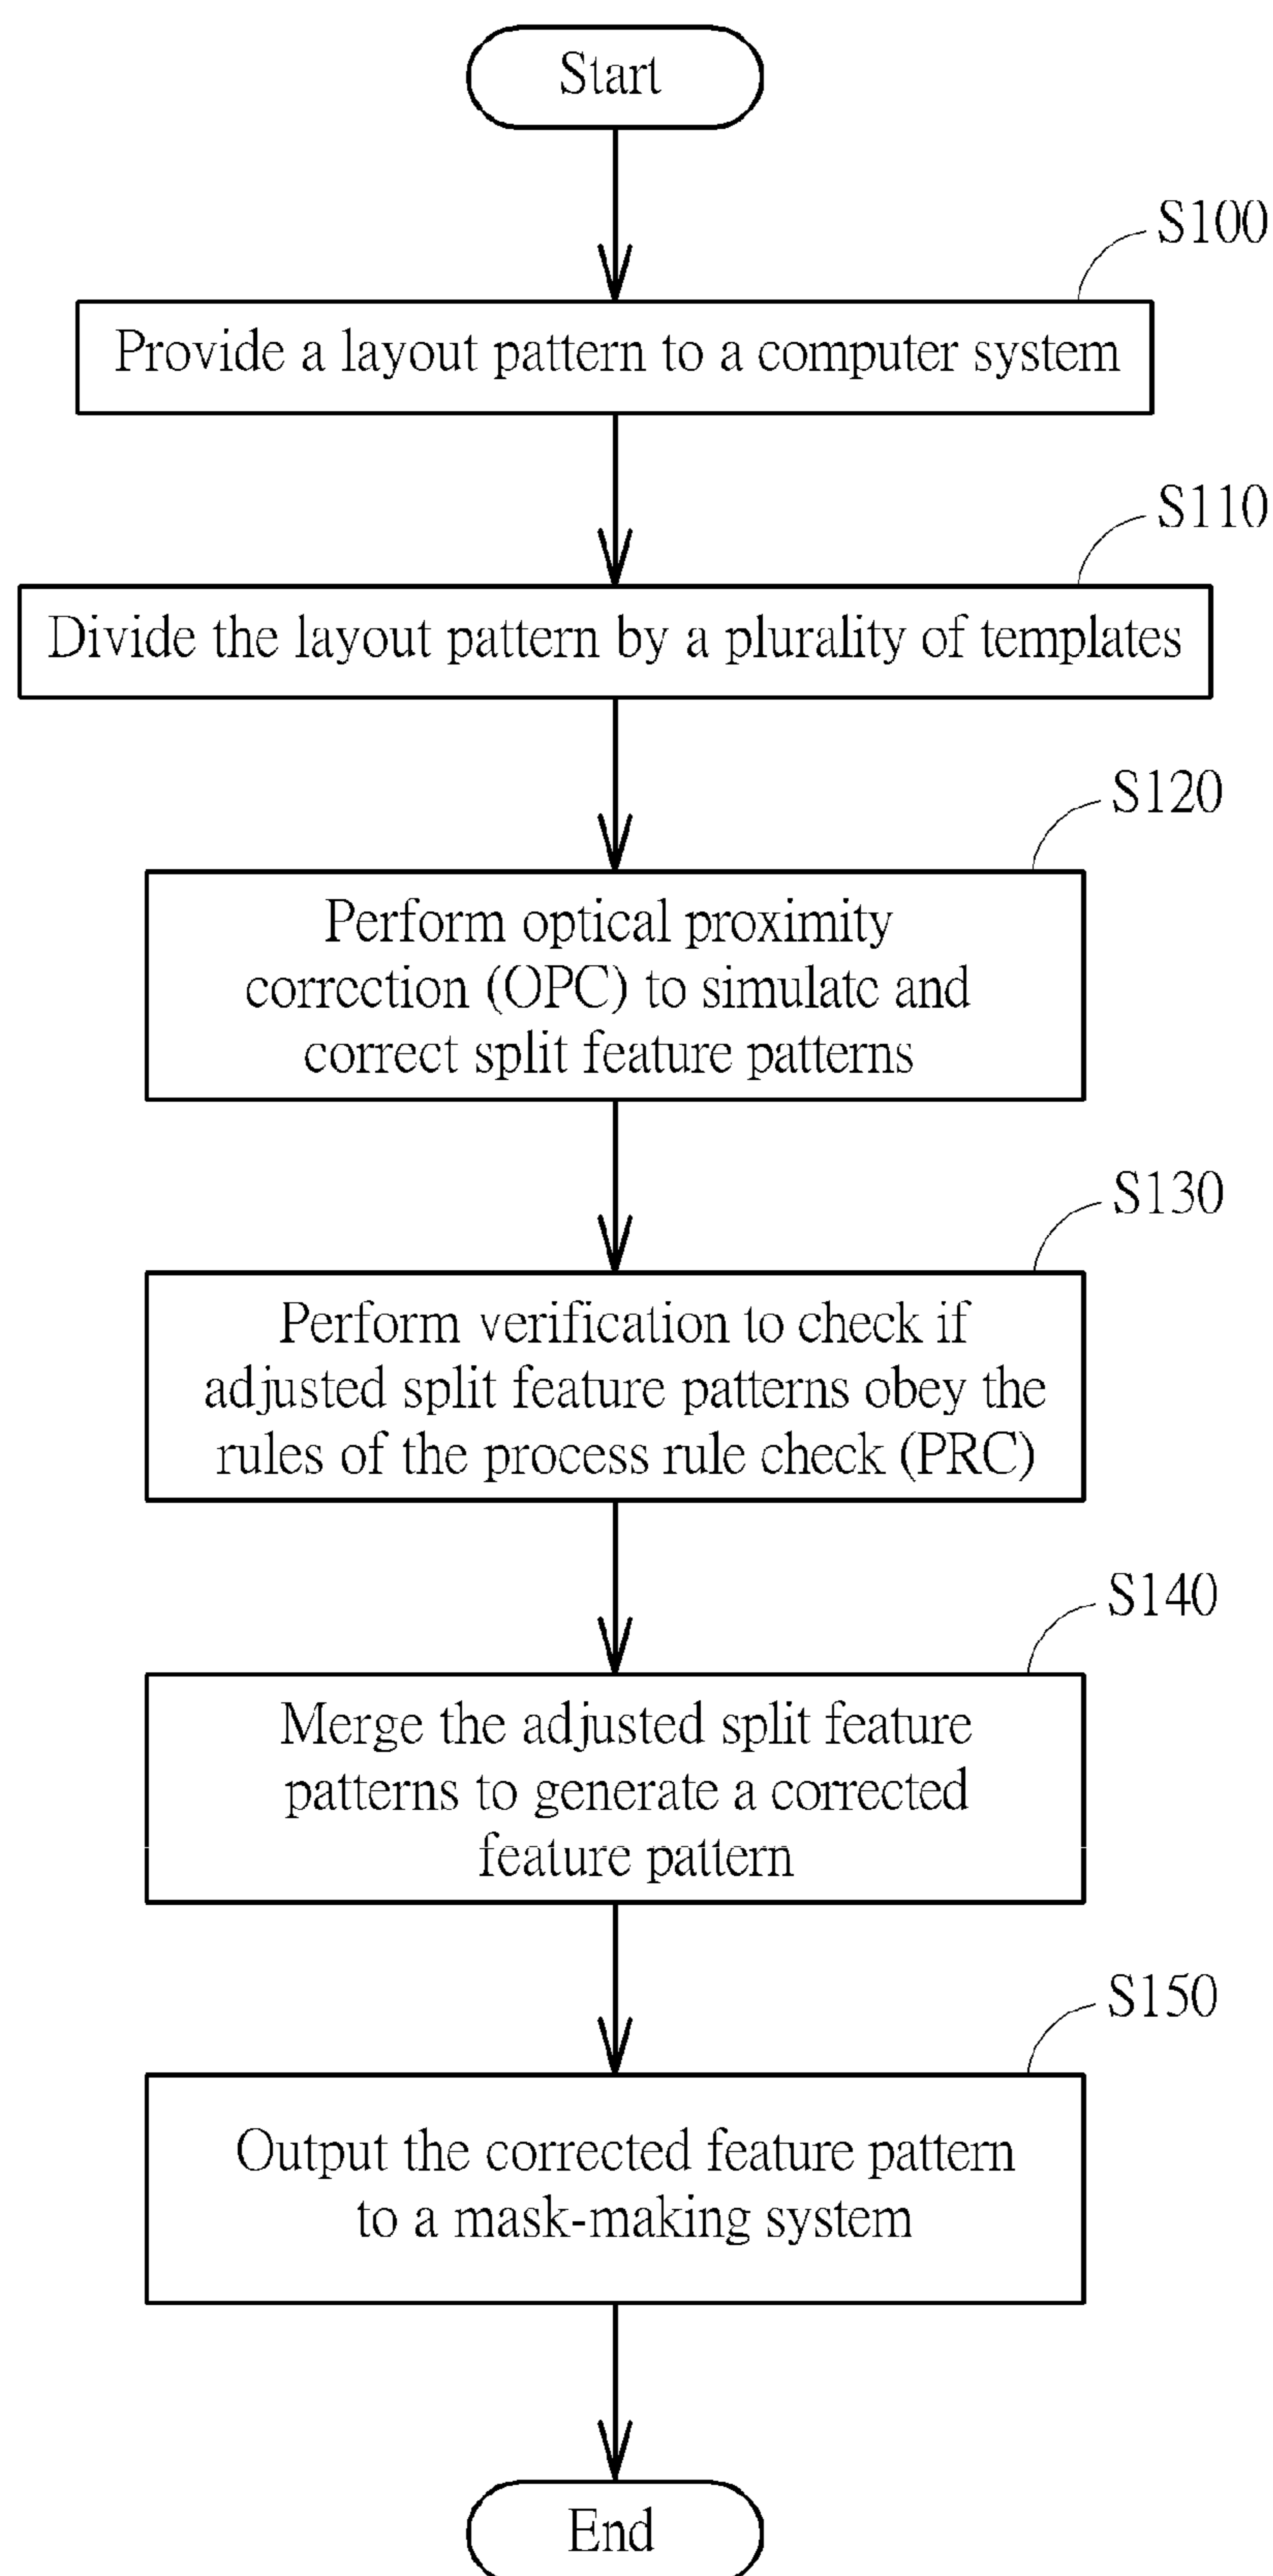 Start
S100
Provide a layout pattern to a computer system
S110
Divide the layout pattern by a plurality of templates
S120
Perform optical proximity
correction (OPC) to simulate and
correct split feature patterns
S130
Perform verification to check if
adjusted split feature patterns obey the
rules of the process rule check (PRC)
S140
Merge the adjusted split feature
patterns to generate a corrected
feature pattern
S150
Output the corrected feature pattern
to a mask-making system
End